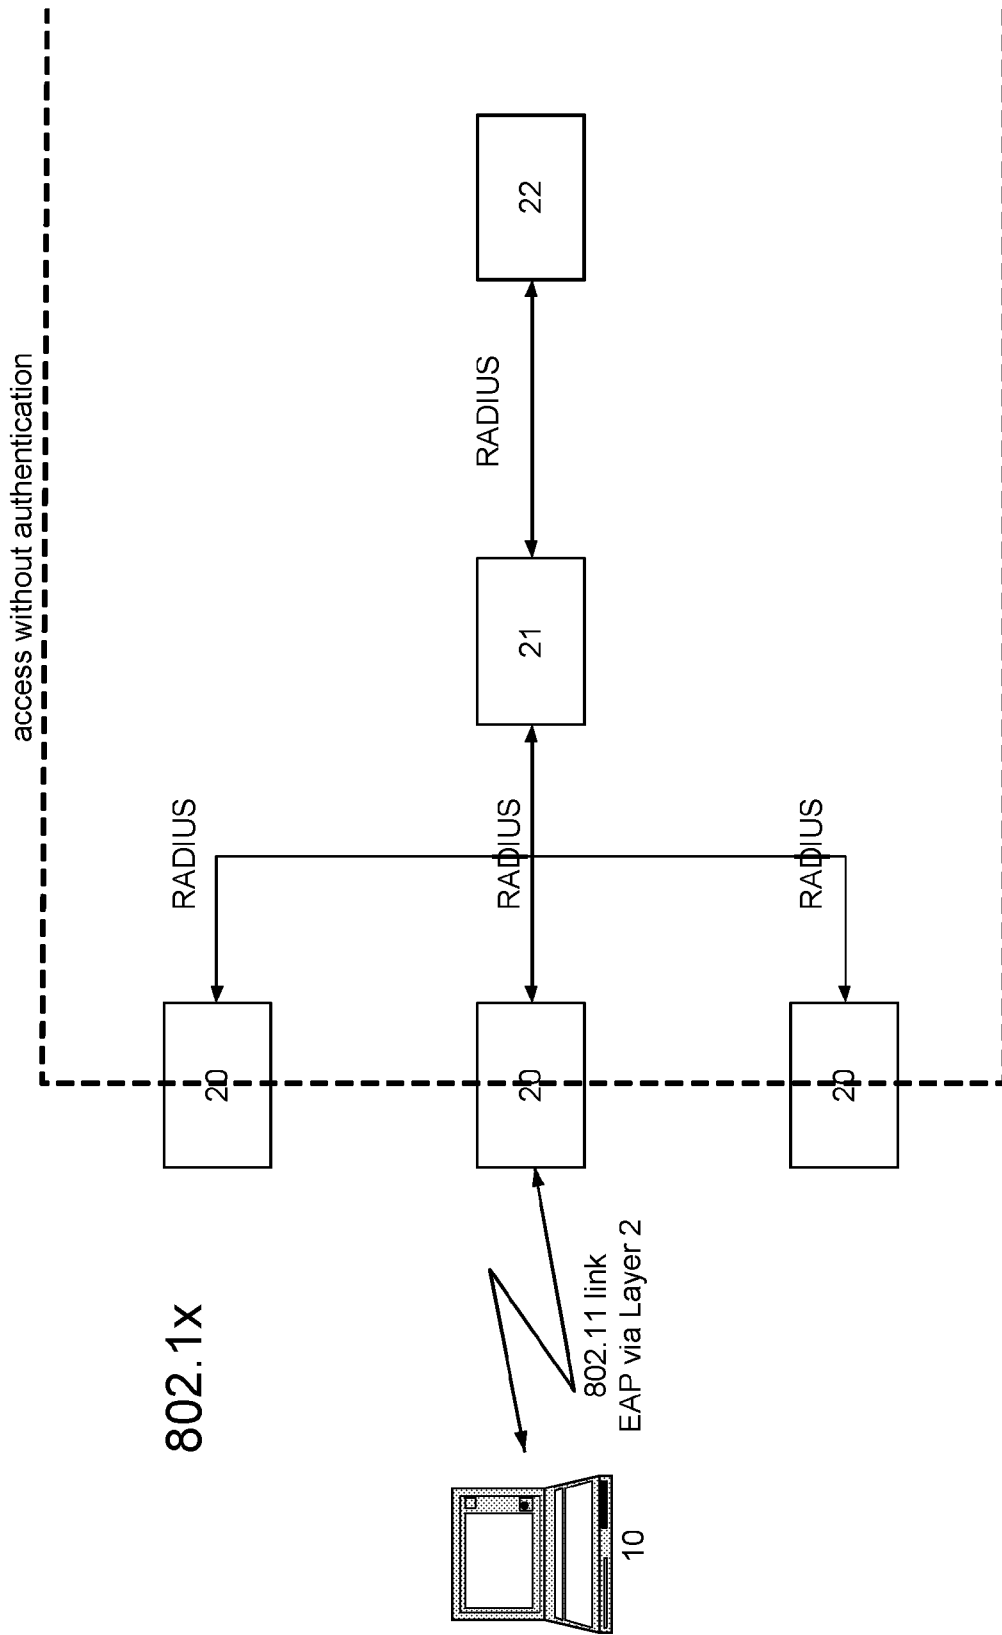 802.1x
access without authentication
20
RADIUS
10
802.11 link
EAP via Layer 2
20
RADIUS
21
RADIUS
22
20
RADIUS